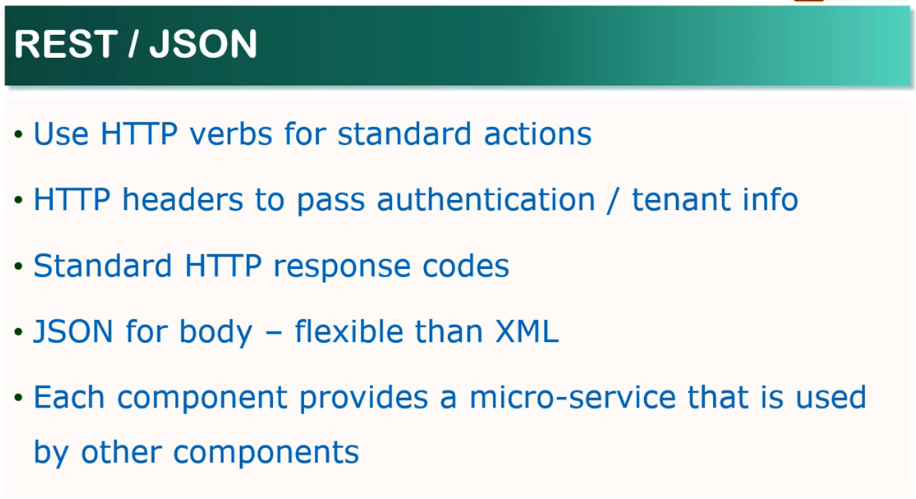 REST / JSON
• Use HTTP verbs for standard actions
• HTTP headers to pass authentication / tenant info
• Standard HTTP response codes
• JSON for body – flexible than XML
• Each component provides a micro-service that is used
by other components